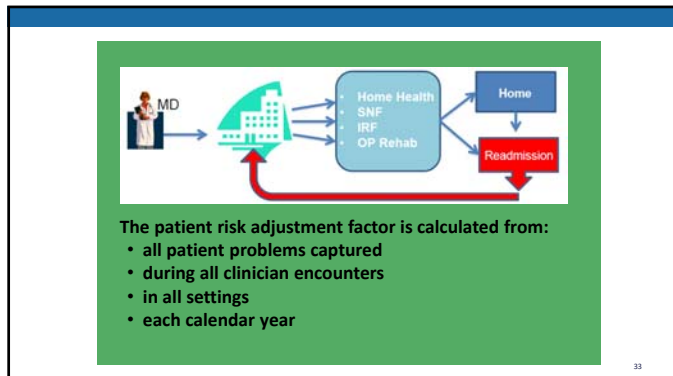 MD
• Home Health
• SNF
• IRF
• OP Rehab
Home
Readmission
The patient risk adjustment factor is calculated from:
• all patient problems captured
• during all clinician encounters
• in all settings
• each calendar year
33